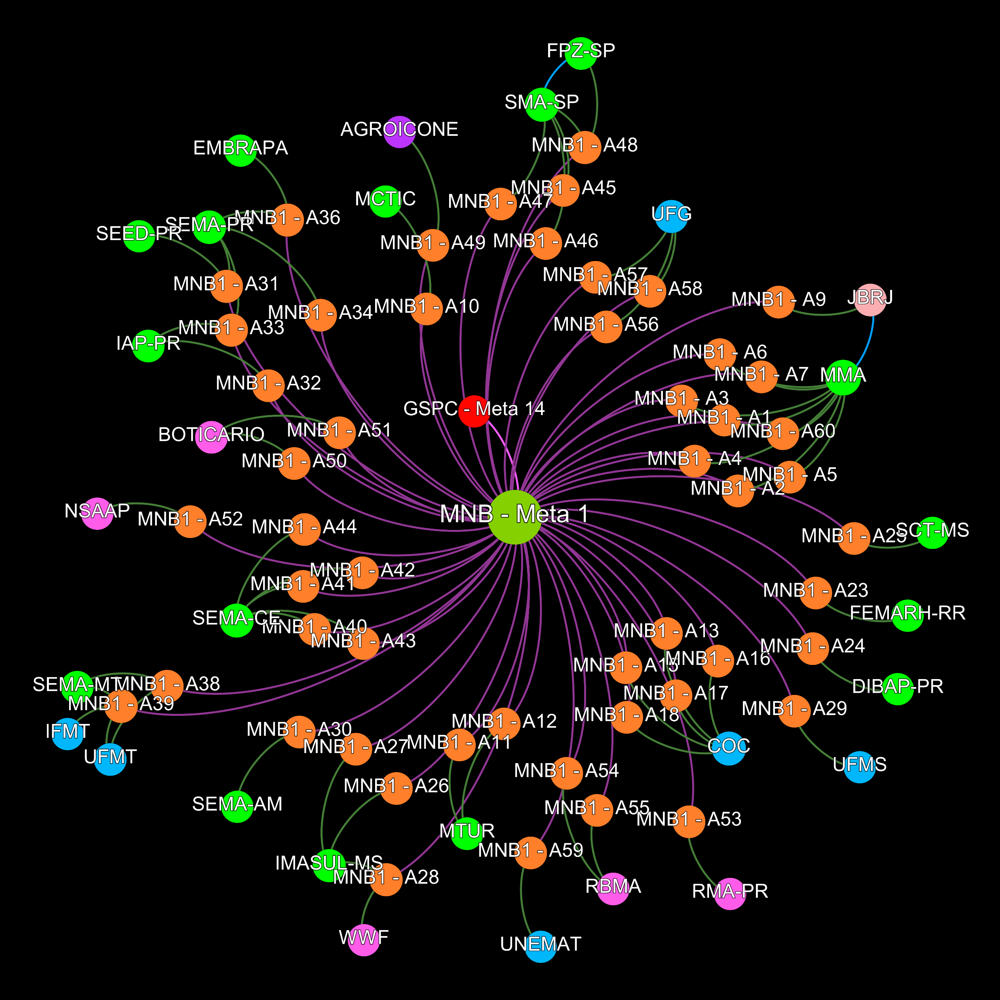 FPZ-SP
SMA-SP
AGROICONE
MNB1 - A48
EMBRAPA
MNB1 - A45
MCTIC
MNB1 - A47
UFG
MNB1 - A36
SEMA-PR
SEED-PR
MNB1 - A49
MNB1 - A46
MNB1 - A57
MNB1 - A31
MNB1 - A58
MNB1 - A9
JBRJ
MNB1 - A10
MNB1 - A34
MNB1 - A33
MNB1 - A56
IAP-PR
MNB1 - A6
MNB1 - A7
MMA
MNB1 - A32
MNB1 - A3
GSPC - Meta 14
MNB1 - A1
MNB1 - A51
MNB1 - A60
BOTICARIO
MNB1 - A50
MNB1 - A4
MNB1 - A5
MNB1 - A2
NSAAP
MNB - Meta 1
MNB1 - A52
MNB1 - A44
SCT-MS
MNB1 - A42
MNB1 - A41
MNB1 - A23
FEMARH-RR
SEMA-CE
MNB1 - A40
MNB1 - A13
MNB1 - A43
MNB1 - A24
MNB1 - A16
MNB1 - A15
SEMA-MT
MNB1 - A38
DIBAP-PR
MNB1 - A17
MNB1 - A39
MNB1 - A29
MNB1 - A18
MNB1 - A12
IFMT
MNB1 - A30
MNB1 - A27
MNB1 - A11
COC
UFMT
UFMS
MNB1 - A54
MNB1 - A26
SEMA-AM
MNB1 - A55
MNB1 - A53
MTUR
MNB1 - A59
IMASUL-MS
MNB1 - A28
RBMA
RMA-PR
WWF
UNEMAT